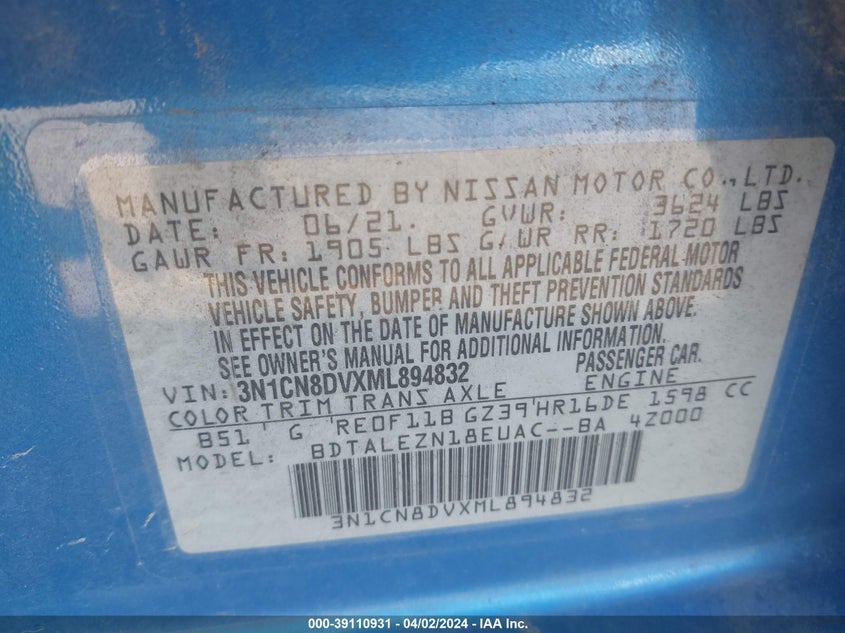 MANUFACTURED BY NISSAN MOTOR CO., LTD.
DATE: 06/21. GVWR: 3624 LBS
GAWR FR: 1905 LBS G/WR RR: 1720 LBS
THIS VEHICLE CONFORMS TO ALL APPLICABLE FEDERAL MOTOR
VEHICLE SAFETY, BUMPER AND THEFT PREVENTION STANDARDS
IN EFFECT ON THE DATE OF MANUFACTURE SHOWN ABOVE.
SEE OWNER'S MANUAL FOR ADDITIONAL INFORMATION.
VIN: 3N1CN8DVXML894832 PASSENGER CAR.
COLOR TRIM TRANS AXLE ENGINE
B51 G RE0F11B GZ39 HR16DE 1598 CC
MODEL: BDTALEZN18EUAC--BA 4Z000
3N1CN8DVXML894832
000-39110931 - 04/02/2024 - IAA Inc.